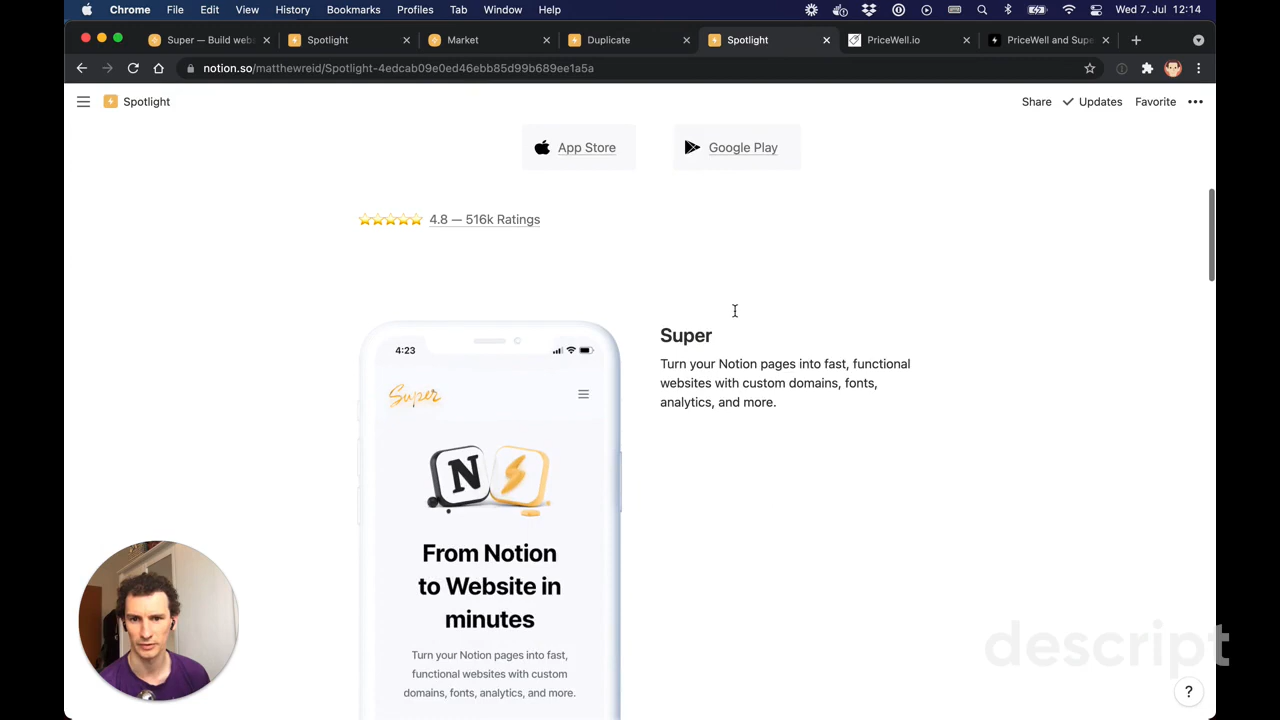 Chrome File Edit View History Bookmarks Profiles Tab Window Help Wed 7. Jul 12:14
Super — Build web Spotlight Market Duplicate Spotlight PriceWell.io PriceWell and Supe
notion.so/matthewreid/Spotlight-4edcab09e0ed46ebb85d99b689ee1a5a
Spotlight Share Updates Favorite
App Store Google Play
4.8 — 516k Ratings
Super
Turn your Notion pages into fast, functional
websites with custom domains, fonts,
analytics, and more.
4:23
Super
N
From Notion
to Website in
minutes
Turn your Notion pages into fast,
functional websites with custom
domains, fonts, analytics, and more.
descript
?